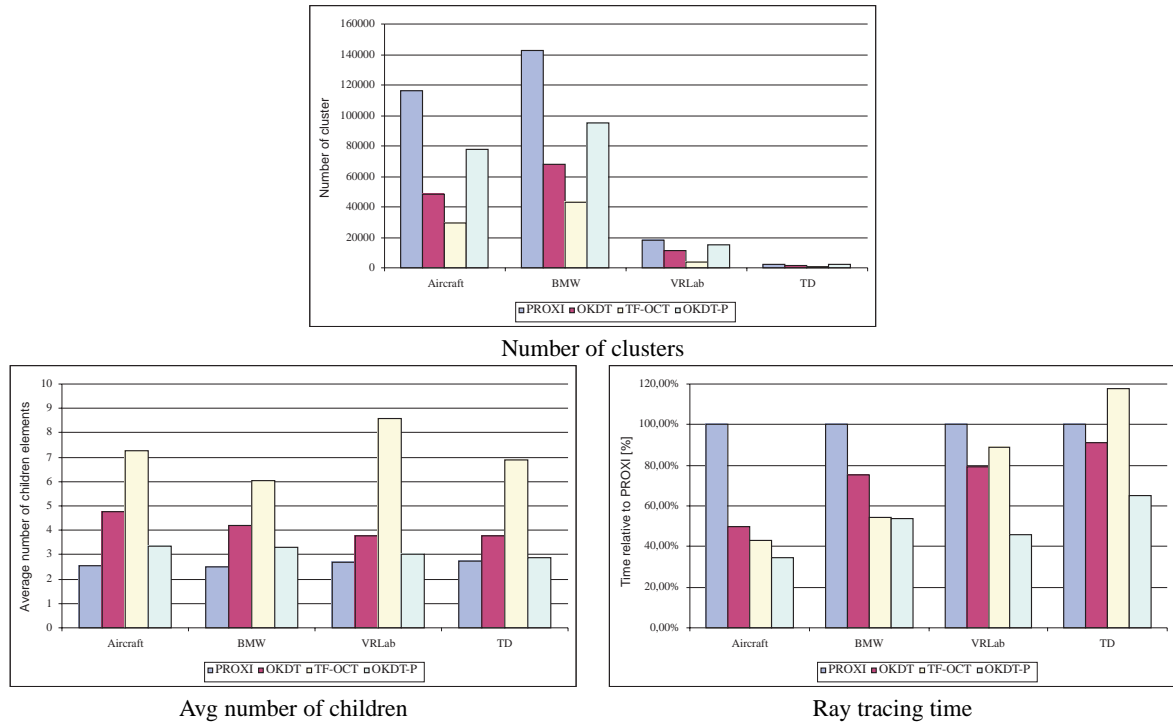 160000
140000
120000
100000
80000
60000
40000
20000
0
Number of cluster
Aircraft BMW VRLab TD
PROXI OKDT TF-OCT OKDT-P
Number of clusters
10
9
8
7
6
5
4
3
2
1
0
Average number of children elements
Aircraft BMW VRLab TD
PROXI OKDT TF-OCT OKDT-P
Avg number of children
120,00%
100,00%
80,00%
60,00%
40,00%
20,00%
0,00%
Time relative to PROXI [%]
Aircraft BMW VRLab TD
PROXI OKDT TF-OCT OKDT-P
Ray tracing time